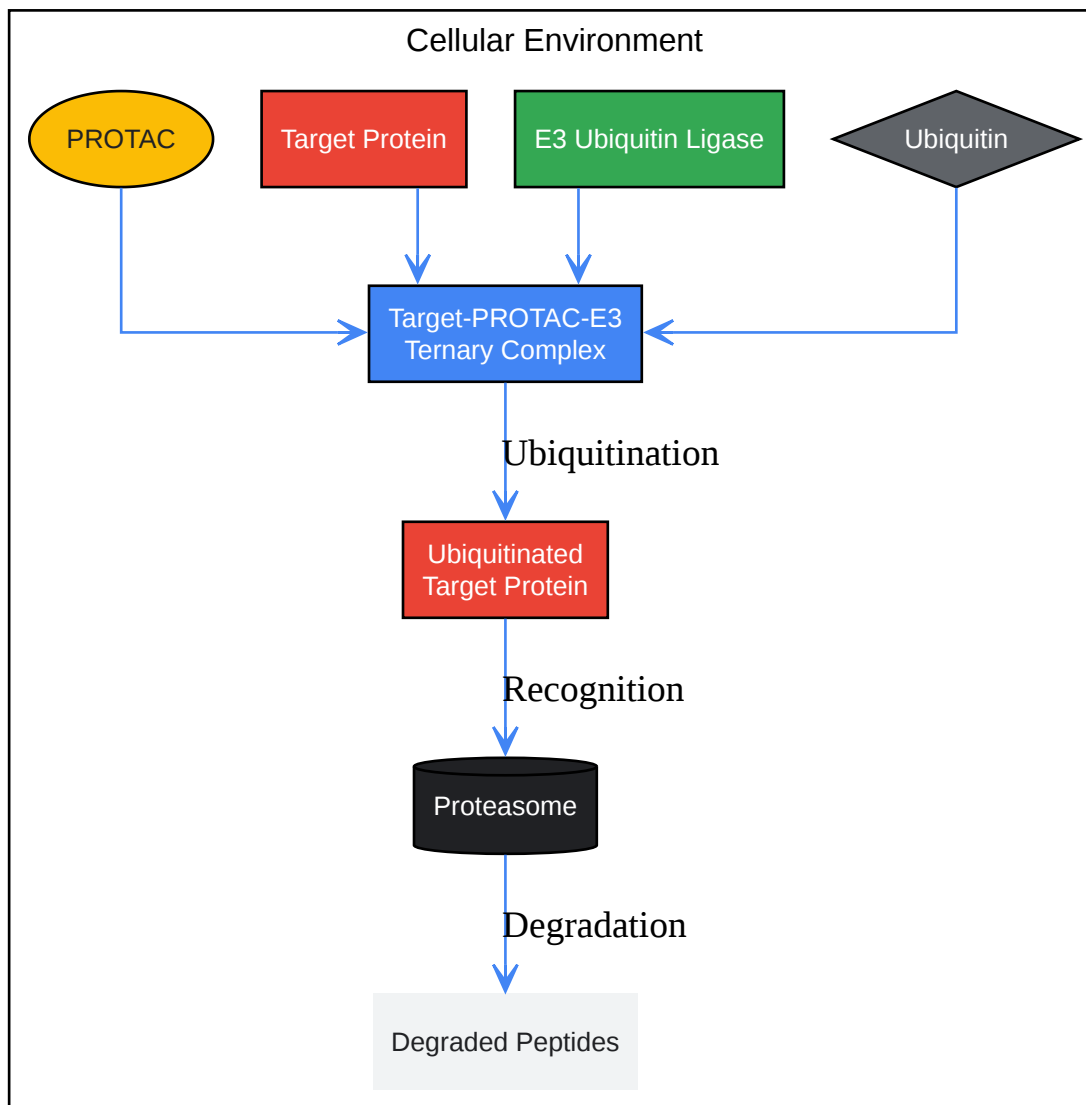 Cellular Environment
PROTAC
Target Protein
E3 Ubiquitin Ligase
Ubiquitin
Target-PROTAC-E3
Ternary Complex
Ubiquitination
Ubiquitinated
Target Protein
Recognition
Proteasome
Degradation
Degraded Peptides